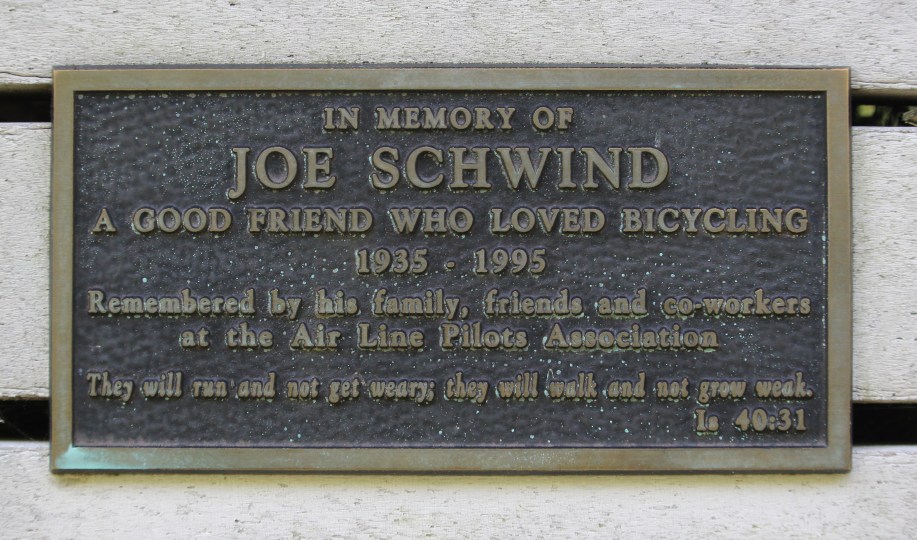 IN MEMORY OF
JOE SCHWIND
A GOOD FRIEND WHO LOVED BICYCLING
1935 - 1995
Remembered by his family, friends and co-workers
at the Air Line Pilots Association
They will run and not get weary; they will walk and not grow weak.
Is 40:31